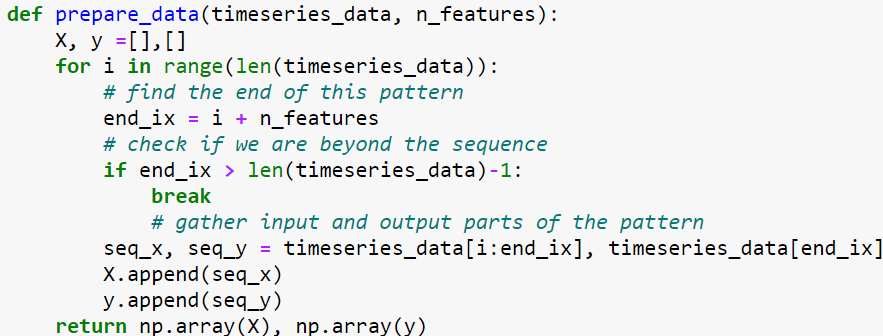 def prepare_data(timeseries_data, n_features):
    X, y =[],[]
    for i in range(len(timeseries_data)):
        # find the end of this pattern
        end_ix = i + n_features
        # check if we are beyond the sequence
        if end_ix > len(timeseries_data)-1:
            break
            # gather input and output parts of the pattern
        seq_x, seq_y = timeseries_data[i:end_ix], timeseries_data[end_ix]
        X.append(seq_x)
        y.append(seq_y)
    return np.array(X), np.array(y)